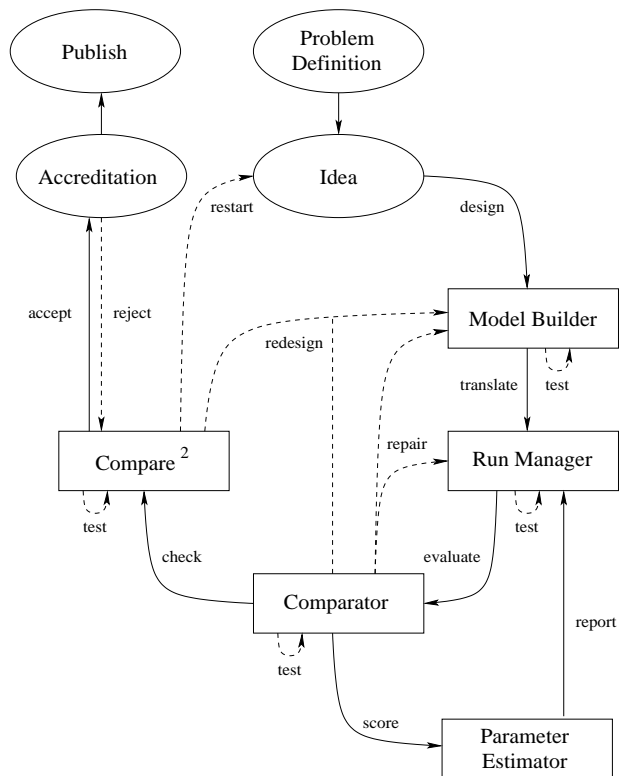 Publish
Problem
Definition
Accreditation
Idea
restart
design
accept
reject
redesign
Model Builder
translate
test
repair
Compare 2
Run Manager
test
test
check
evaluate
Comparator
test
report
score
Parameter
Estimator